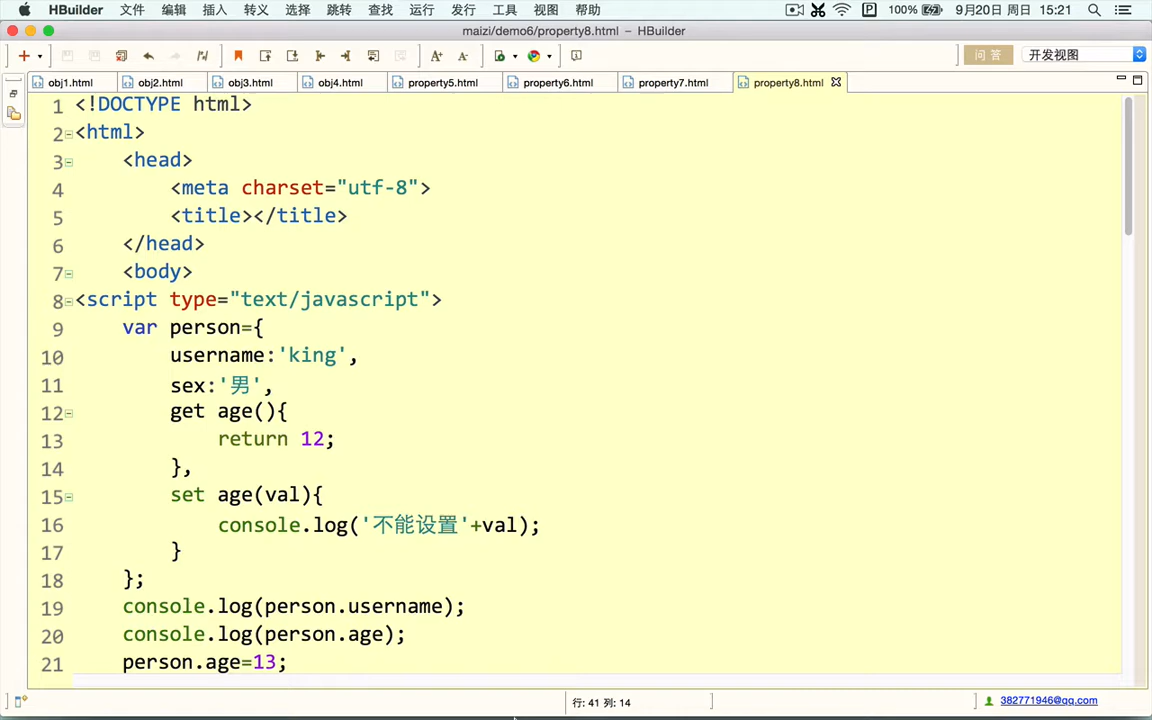 HBuilder 文件 编辑 插入 转义 选择 跳转 查找 运行 发行 工具 视图 帮助 100% 9月20日 周日 15:21
maizi/demo6/property8.html — HBuilder
A+ A- 问 答 开发视图
obj1.html obj2.html obj3.html obj4.html property5.html property6.html property7.html property8.html
1 <!DOCTYPE html>
2 <html>
3 <head>
4 <meta charset="utf-8">
5 <title></title>
6 </head>
7 <body>
8 <script type="text/javascript">
9 var person={
10 username:'king',
11 sex:'男',
12 get age(){
13 return 12;
14 },
15 set age(val){
16 console.log('不能设置'+val);
17 }
18 };
19 console.log(person.username);
20 console.log(person.age);
21 person.age=13;
行: 41 列: 14 382771946@qq.com